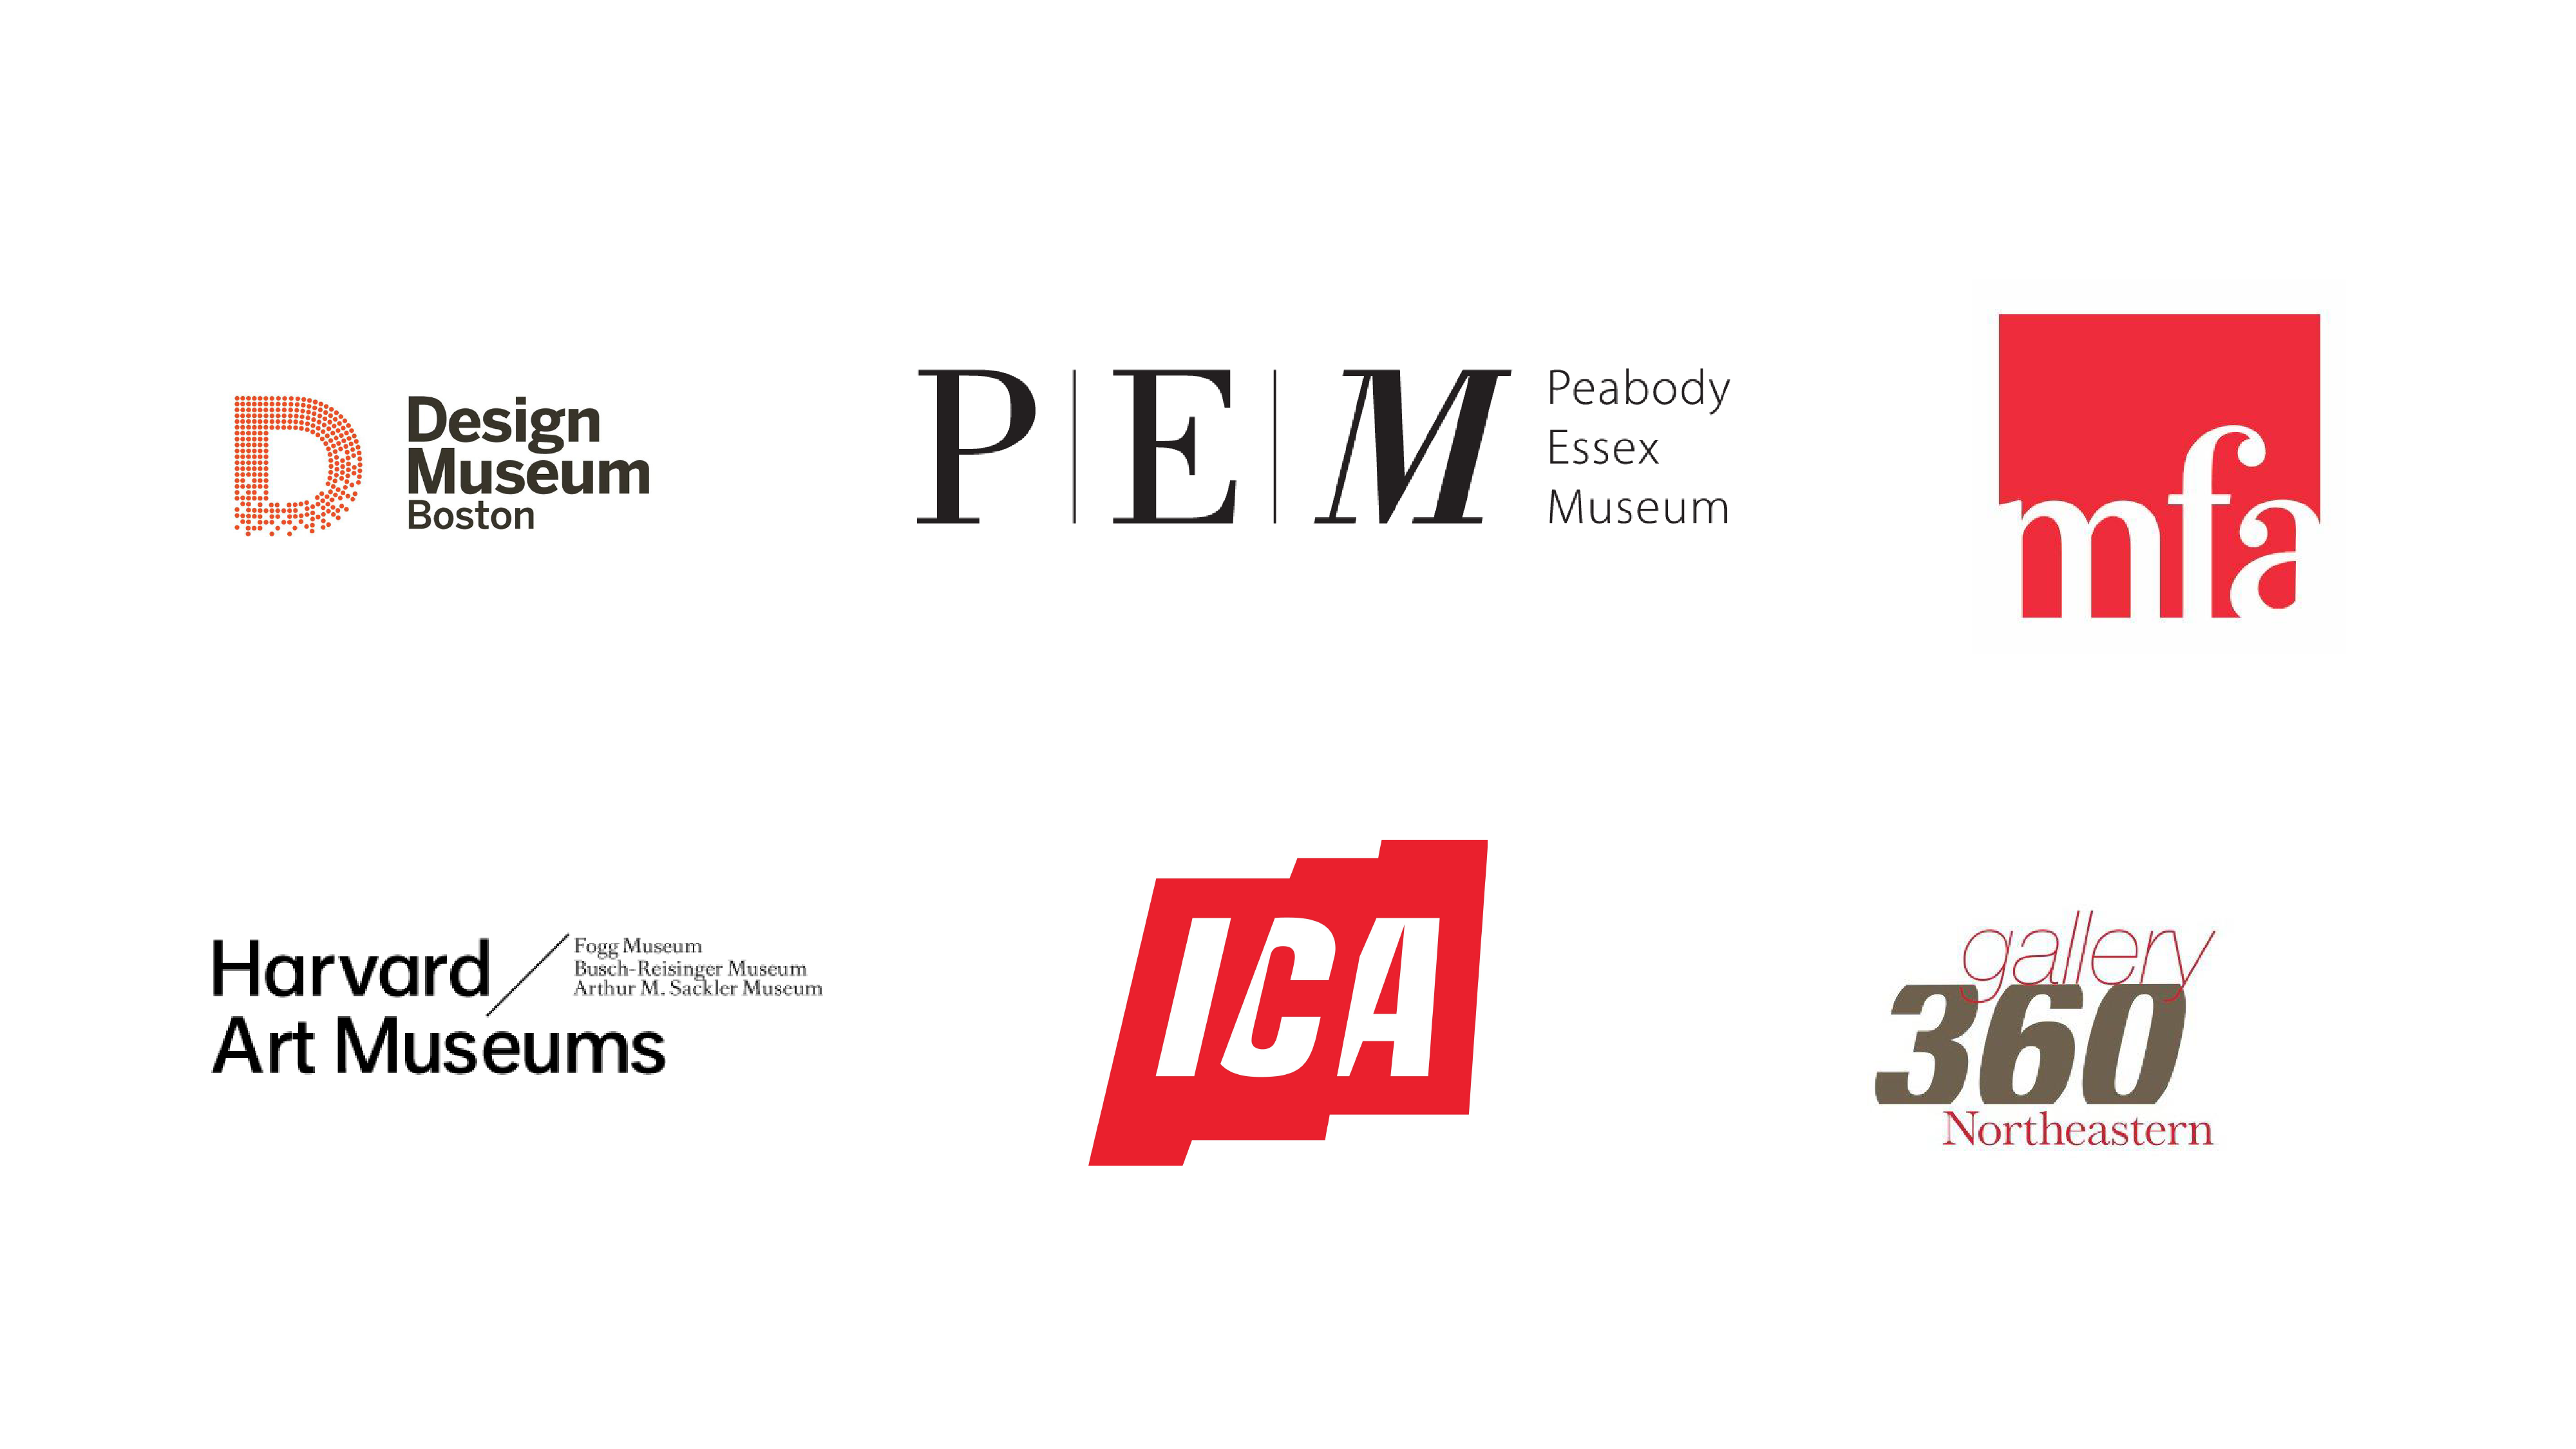 D
Design
Museum
Boston
P|E|M
Peabody
Essex
Museum
mfa
Harvard
Art Museums
Fogg Museum
Busch-Reisinger Museum
Arthur M. Sackler Museum
ICA
gallery
360
Northeastern